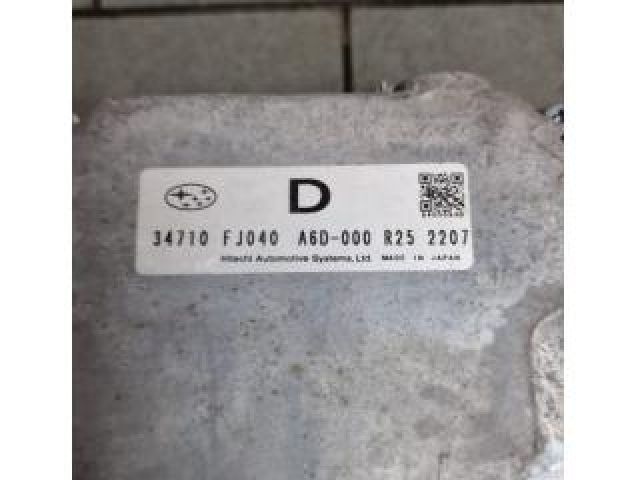 D
34710 FJ040 A6D-000 R25 2207
Hitachi Automotive Systems, Ltd. MADE IN JAPAN